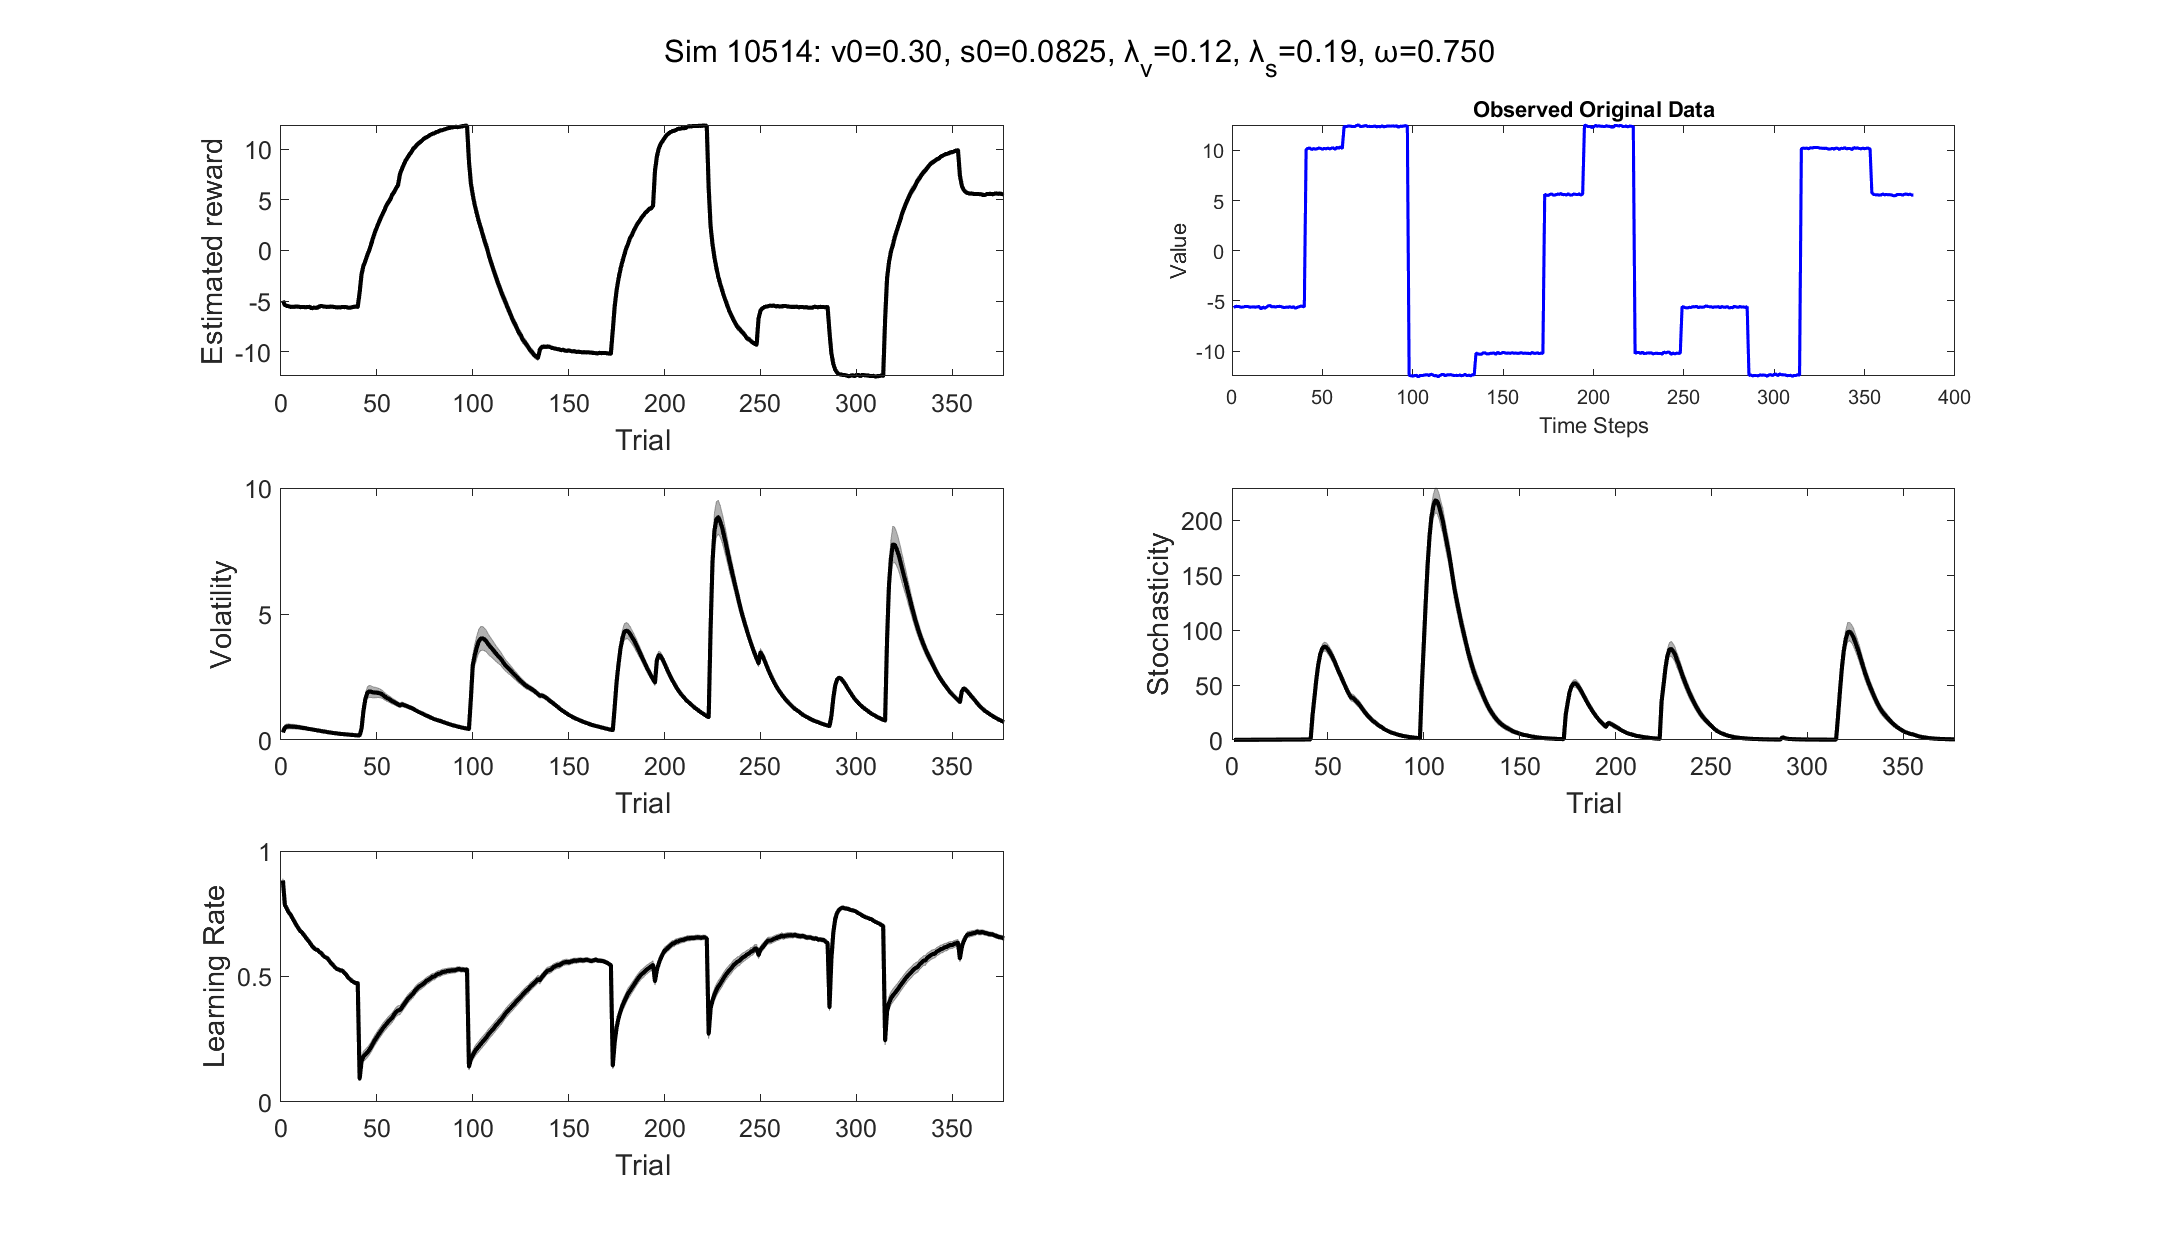 Sim 10514: v0=0.30, s0=0.0825, λ_v=0.12, λ_s=0.19, ω=0.750
Estimated reward
10
5
0
-5
-10
0 50 100 150 200 250 300 350
Trial
Observed Original Data
Value
10
5
0
-5
-10
0 50 100 150 200 250 300 350 400
Time Steps
Volatility
10
5
0
0 50 100 150 200 250 300 350
Trial
Stochasticity
200
150
100
50
0
0 50 100 150 200 250 300 350
Trial
Learning Rate
1
0.5
0
0 50 100 150 200 250 300 350
Trial